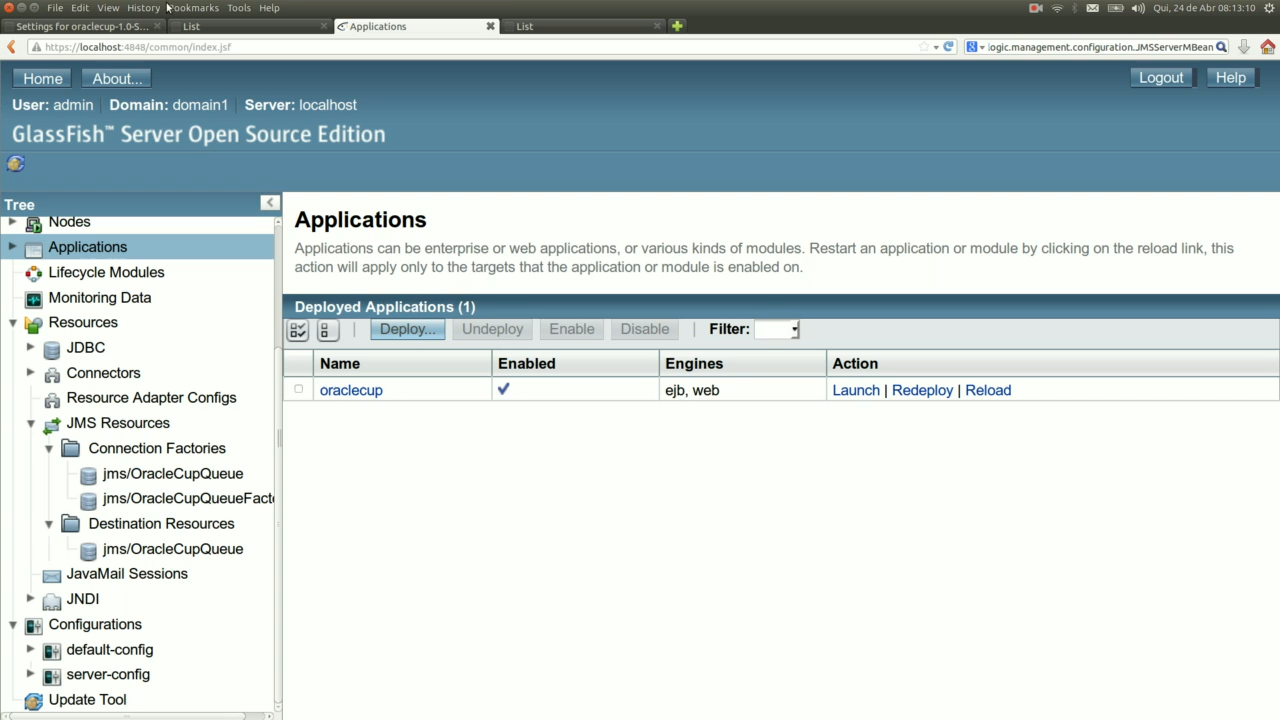 File Edit View History Bookmarks Tools Help
Qui, 24 de Abr 08:13:10
Settings for oraclecup-1.0-S...
List
Applications
List
https://localhost:4848/common/index.jsf
logic.management.configuration.JMSServerMBean
Home About... Logout Help
User: admin Domain: domain1 Server: localhost
GlassFish™ Server Open Source Edition
Tree
Nodes
Applications
Lifecycle Modules
Monitoring Data
Resources
JDBC
Connectors
Resource Adapter Configs
JMS Resources
Connection Factories
jms/OracleCupQueue
jms/OracleCupQueueFact
Destination Resources
jms/OracleCupQueue
JavaMail Sessions
JNDI
Configurations
default-config
server-config
Update Tool
Applications
Applications can be enterprise or web applications, or various kinds of modules. Restart an application or module by clicking on the reload link, this
action will apply only to the targets that the application or module is enabled on.
Deployed Applications (1)
Deploy... Undeploy Enable Disable Filter:
Name Enabled Engines Action
oraclecup ejb, web Launch | Redeploy | Reload